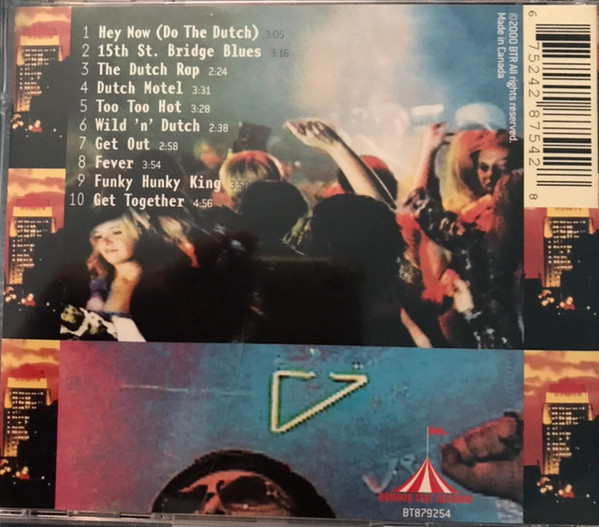 1 Hey Now (Do The Dutch) 3:05
2 15th St. Bridge Blues 3:16
3 The Dutch Rap 2:24
4 Dutch Motel 3:31
5 Too Too Hot 3:28
6 Wild 'n' Dutch 2:38
7 Get Out 2:58
8 Fever 3:54
9 Funky Hunky King
10 Get Together 4:56
©2000 BTR All rights reserved.
Made in Canada
6 75242 87542 8
BT879254